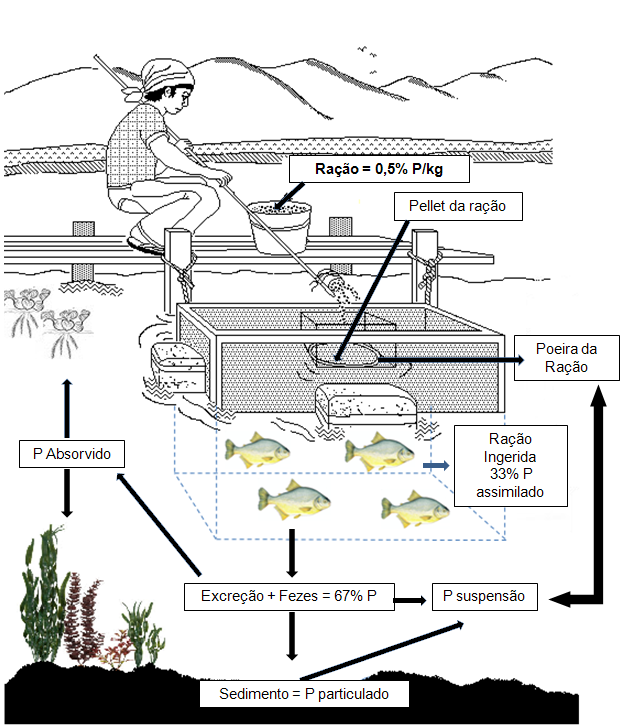 Ração = 0,5% P/kg
Pellet da ração
Poeira da
Ração
Ração
Ingerida
33% P
assimilado
P Absorvido
Excreção + Fezes = 67% P
P suspensão
Sedimento = P particulado